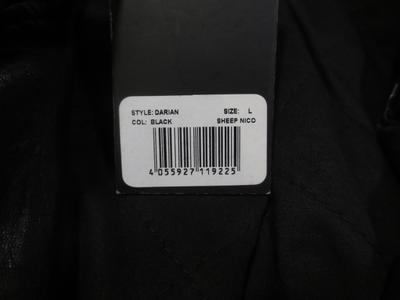 STYLE: DARIAN SIZE: L
COL: BLACK SHEEP NICO
4 055927 119225